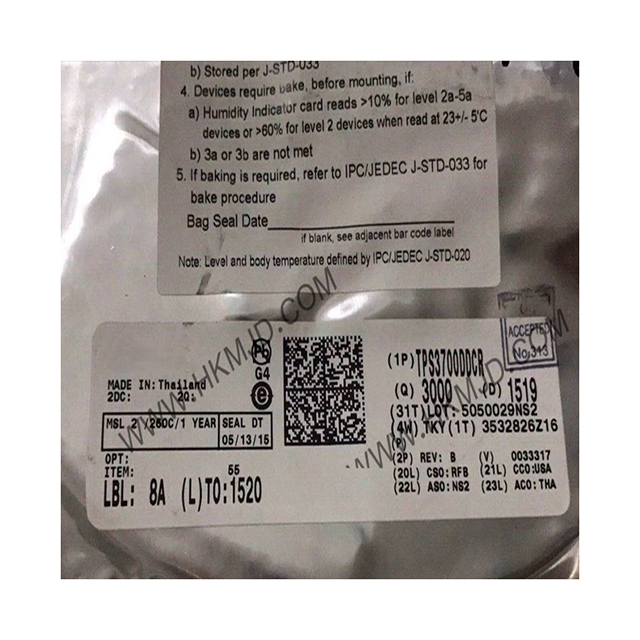 b) Stored per J-STD-033
4. Devices require bake, before mounting, if:
a) Humidity Indicator card reads >10% for level 2a-5a
devices or >60% for level 2 devices when read at 23+/- 5°C
b) 3a or 3b are not met
5. If baking is required, refer to IPC/JEDEC J-STD-033 for
bake procedure
Bag Seal Date
if blank, see adjacent bar code label
Note: Level and body temperature defined by IPC/JEDEC J-STD-020
ACCEPTED
No.313
Pb
G4
e
MADE IN: Thailand
2DC: 2Q:
MSL 2 /260C/1 YEAR
SEAL DT
05/13/15
OPT:
ITEM: 55
LBL: 8A (L)TO:1520
(1P)TPS3700DDCR
(Q) 3000 (D) 1519
(31T)LOT: 5050029NS2
(4W) TKY(1T) 3532826Z16
(P)
(2P) REV: B (V) 0033317
(20L) CSO:RFB (21L) CCO:USA
(22L) ASO:NS2 (23L) ACO:THA
WWW.HKMJD.COM
WWW.HKMJD.COM